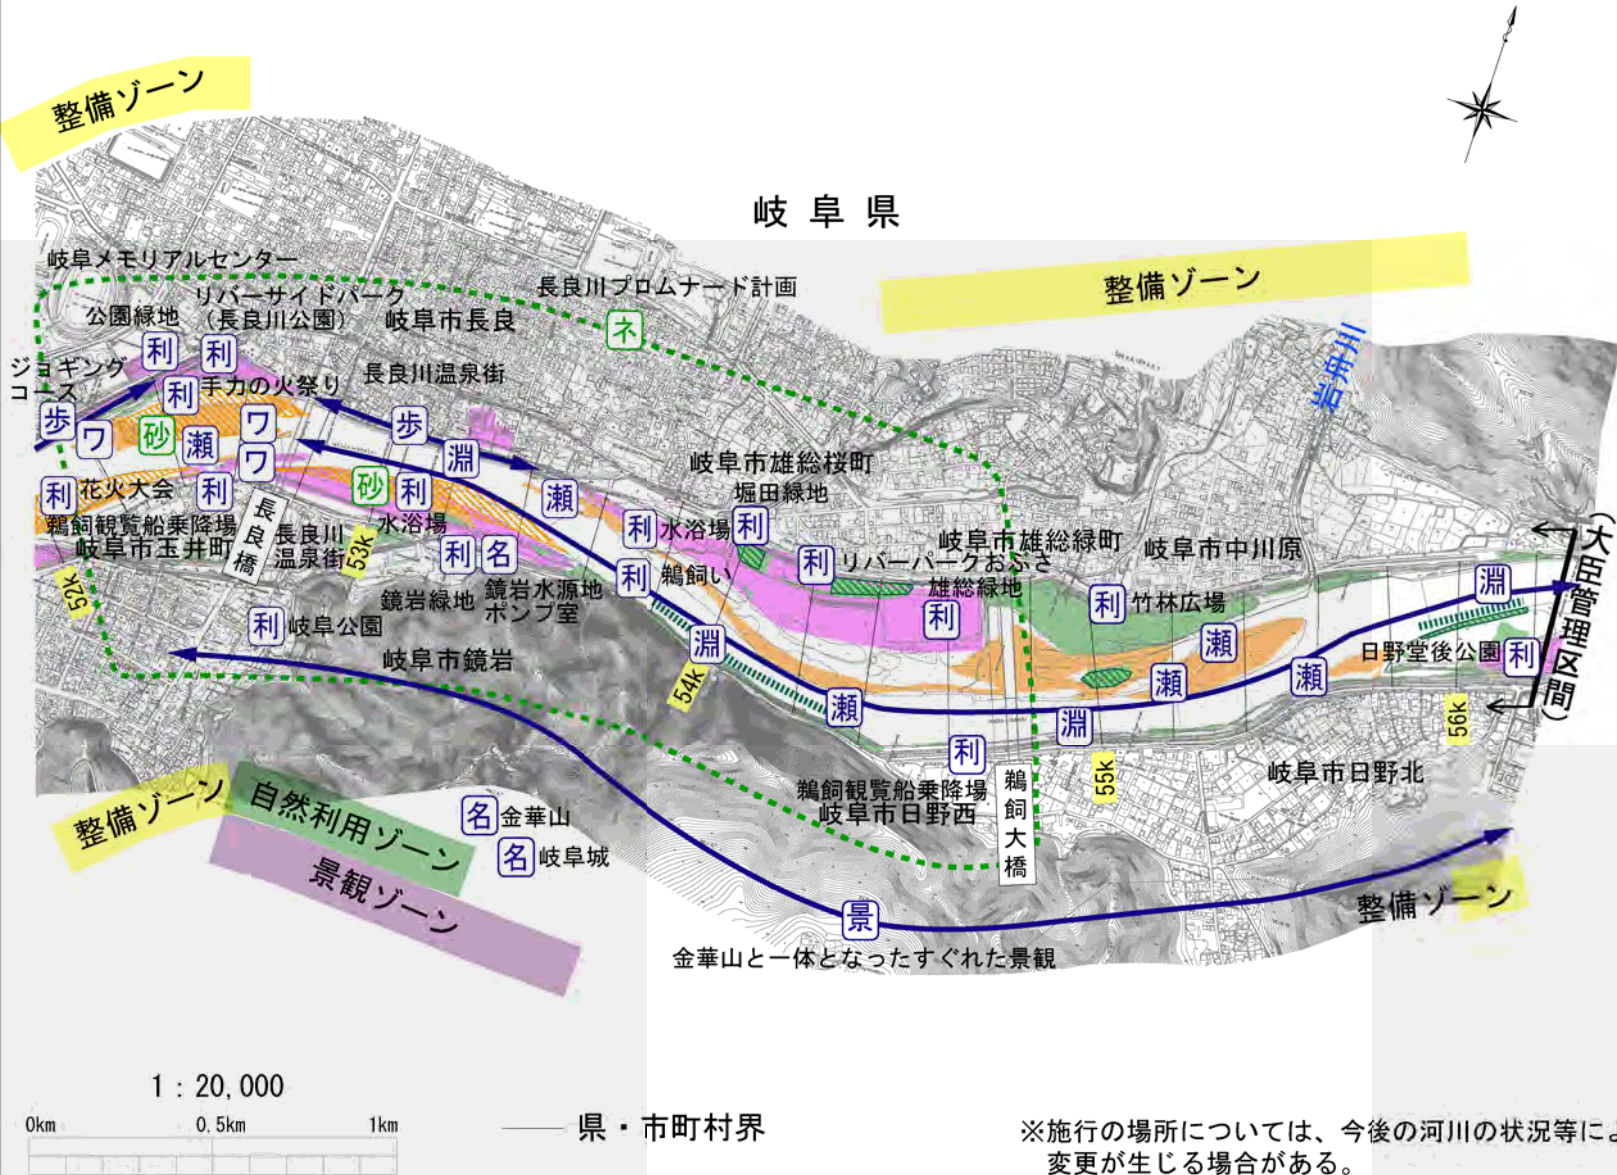 整備ゾーン
岐阜県
整備ゾーン
岐阜メモリアルセンター
長良川プロムナード計画
リバーサイドパーク
(長良川公園)
公園緑地
岐阜市長良
ネ
岩舟川
利
利
ジョギング
コース
利
手力の火祭り
長良川温泉街
歩
ワ
砂
瀬
ワ
ワ
歩
淵
瀬
岐阜市雄総桜町
堀田緑地
利
花火大会
利
砂
利
水浴場
利
水浴場
利
鵜飼観覧船乗降場
岐阜市玉井町
長良橋
長良川
温泉街
53k
利
名
利
リバーパークおぶさ
岐阜市雄総緑町
岐阜市中川原
(大臣管理区間)
52k
鏡岩緑地
鏡岩水源地
ポンプ室
利
鵜飼い
雄総緑地
利
利
竹林広場
淵
利
岐阜公園
岐阜市鏡岩
淵
54k
瀬
瀬
瀬
瀬
日野堂後公園
利
淵
56k
利
鵜飼観覧船乗降場
岐阜市日野西
鵜飼大橋
55k
岐阜市日野北
整備ゾーン
自然利用ゾーン
景観ゾーン
名
金華山
名
岐阜城
景
金華山と一体となったすぐれた景観
整備ゾーン
1:20,000
0km
0.5km
1km
県・市町村界
※施行の場所については、今後の河川の状況等によ
変更が生じる場合がある。